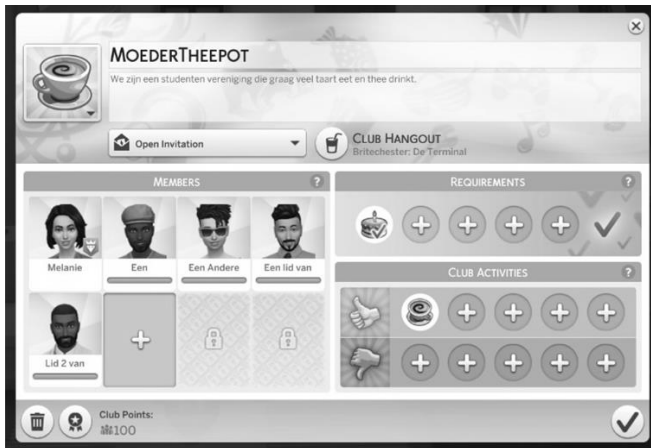 MOEDERTHEEPOT
We zijn een studenten vereniging die graag veel taart eet en thee drinkt.
Open Invitation
CLUB HANGOUT
Britechester: De Terminal
MEMBERS ?
Melanie
Een
Een Andere
Een lid van
Lid 2 van
REQUIREMENTS ?
CLUB ACTIVITIES ?
Club Points:
100